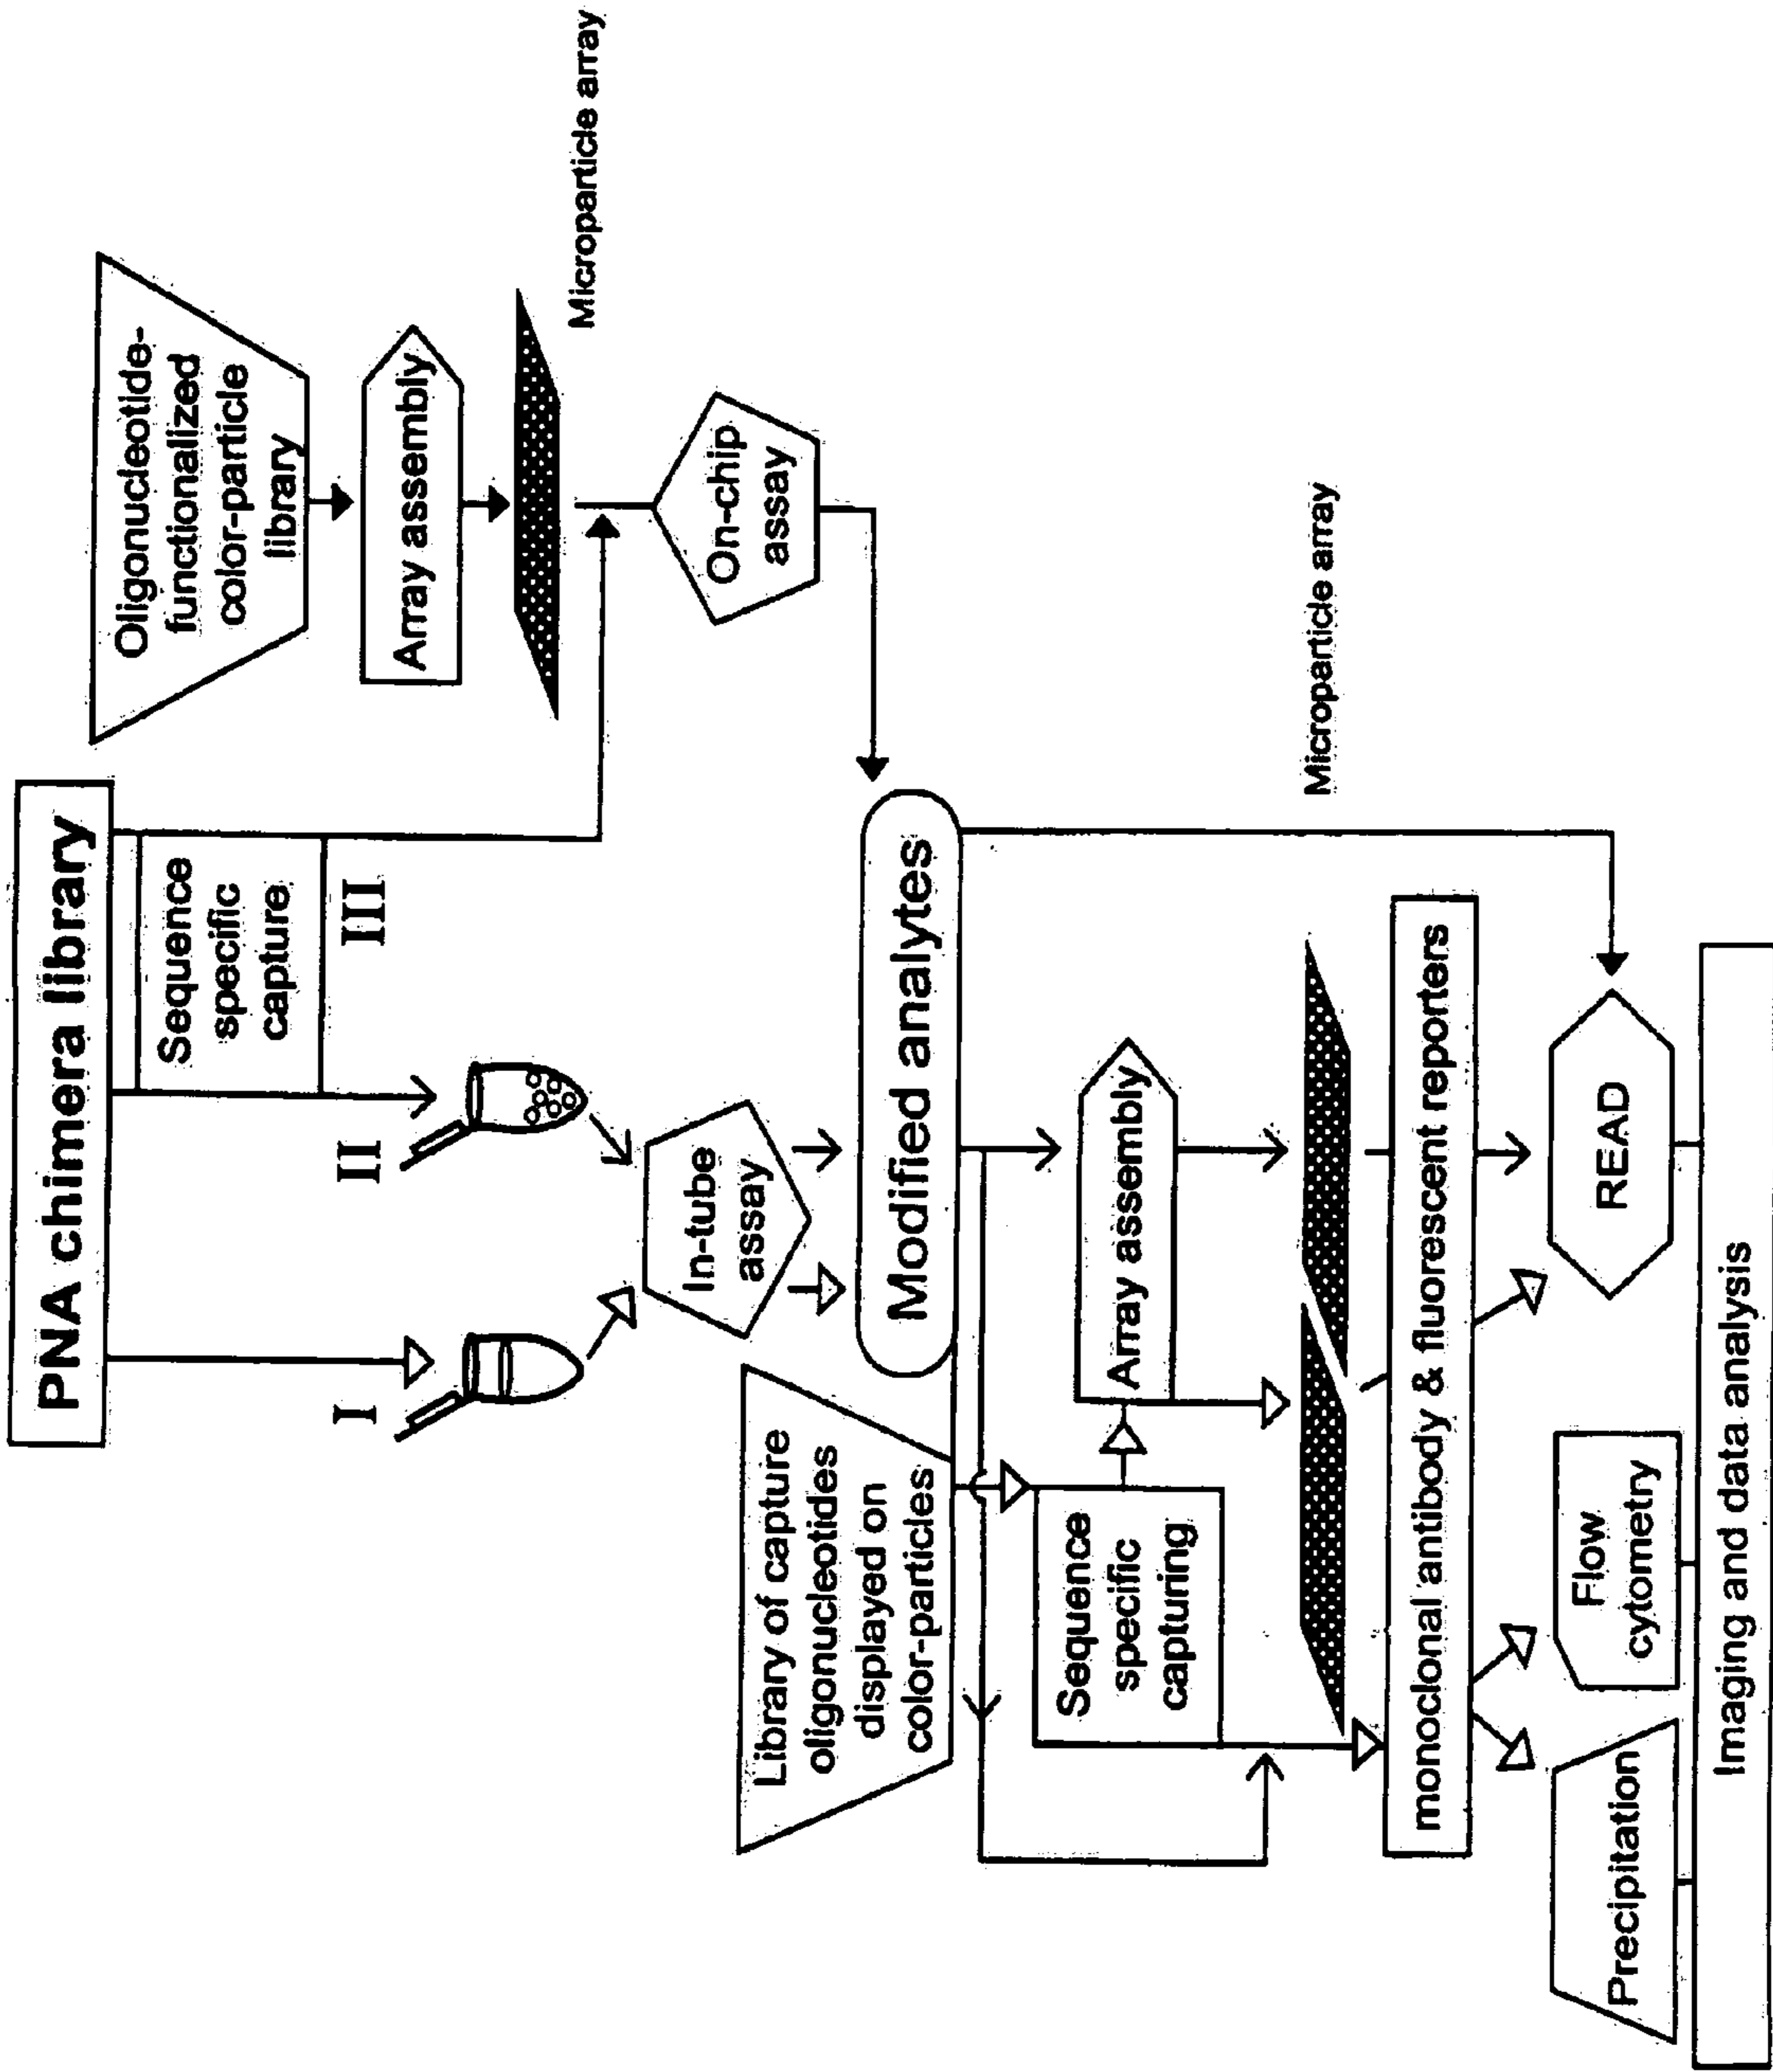 PNA chimera library
Sequence
specific
capture
I
II
III
Oligonucleotide-
functionalized
color-particle
library
Array assembly
Microparticle array
On-chip
assay
In-tube
assay
Modified analytes
Library of capture
oligonucleotides
displayed on
color-particles
Sequence
specific
capturing
Array assembly
Microparticle array
monoclonal antibody & fluorescent reporters
Precipitation
Flow
cytometry
READ
Imaging and data analysis